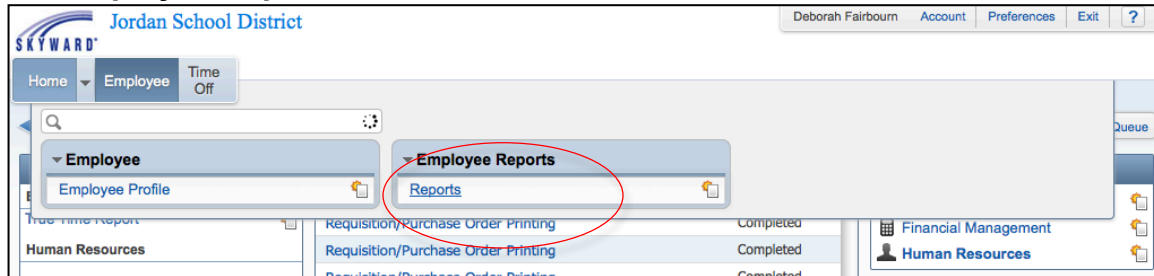 Jordan School District
Deborah Fairbourn Account Preferences Exit ?
SKYWARD
Home Employee Time Off
Queue
Employee
Employee Reports
Employee Profile
Reports
True Time Report
Requisition/Purchase Order Printing Completed
Financial Management
Human Resources
Requisition/Purchase Order Printing Completed
Human Resources
Requisition/Purchase Order Printing Completed